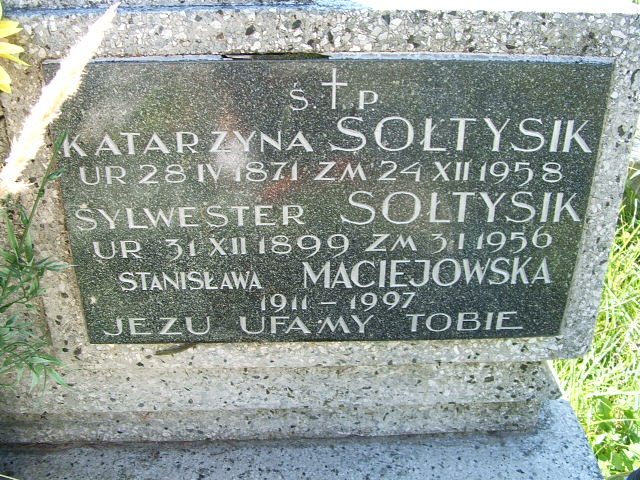 Ś.†P
KATARZYNA SOŁTYSIK
UR 28 IV 1871 ZM 24 XII 1958
SYLWESTER SOŁTYSIK
UR 31 XII 1899 ZM 3 I 1956
STANISŁAWA MACIEJOWSKA
1911 – 1997
JEZU UFAMY TOBIE